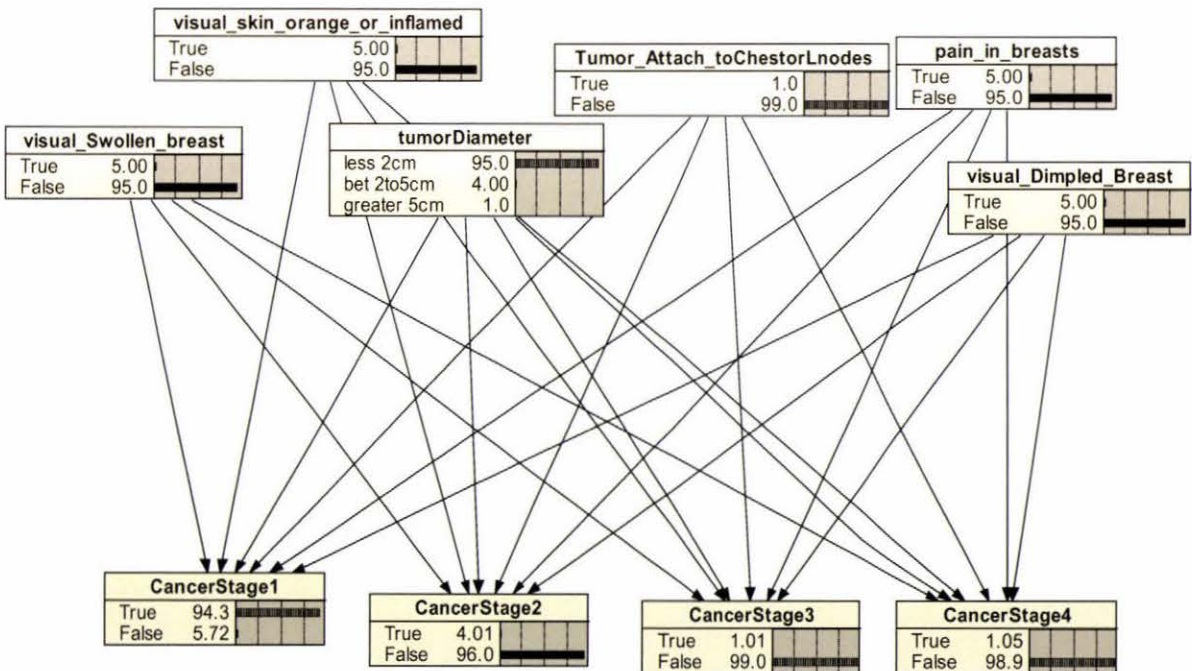 visual_skin_orange_or_inflamed
True 5.00
False 95.0
Tumor_Attach_toChestorLnodes
True 1.0
False 99.0
pain_in_breasts
True 5.00
False 95.0
visual_Swollen_breast
True 5.00
False 95.0
tumorDiameter
less 2cm 95.0
bet 2to5cm 4.00
greater 5cm 1.0
visual_Dimpled_Breast
True 5.00
False 95.0
CancerStage1
True 94.3
False 5.72
CancerStage2
True 4.01
False 96.0
CancerStage3
True 1.01
False 99.0
CancerStage4
True 1.05
False 98.9